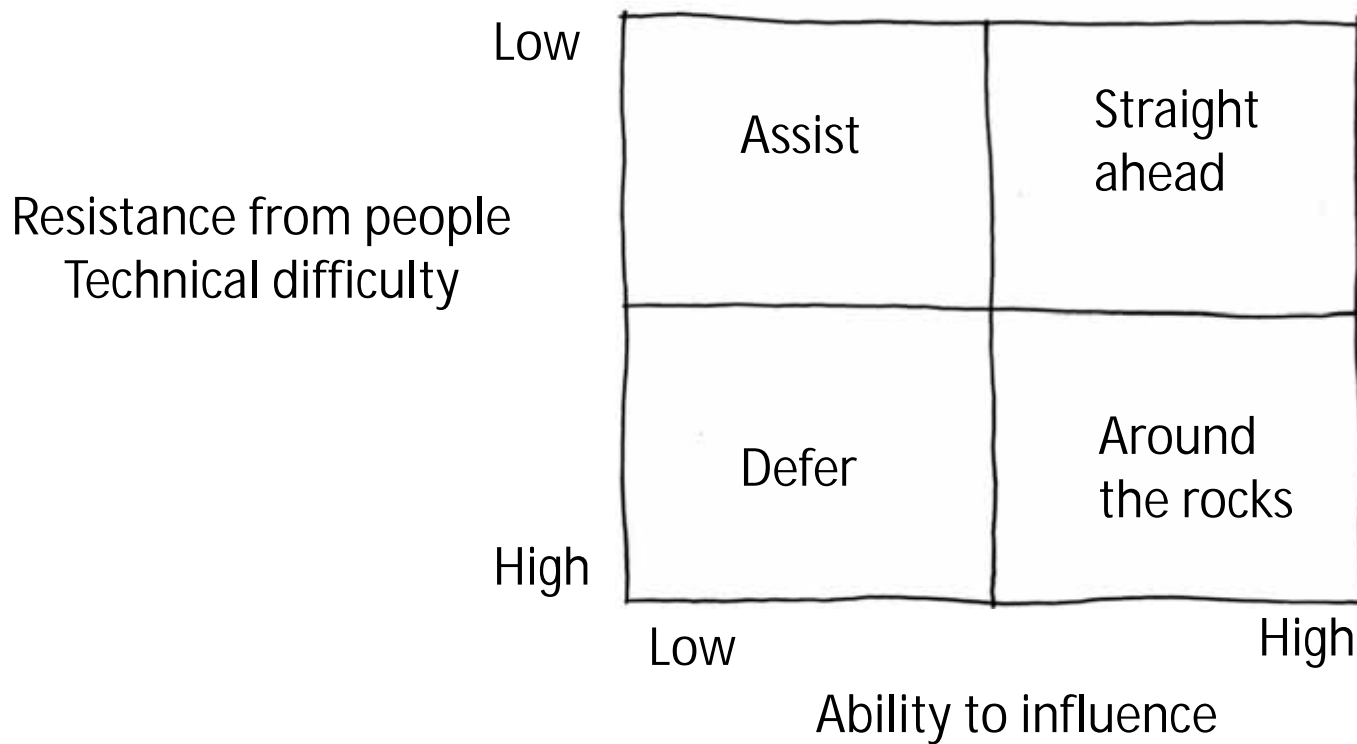 Low
Assist
Straight
ahead
Resistance from people
Technical difficulty
Defer
Around
the rocks
High
Low
High
Ability to influence